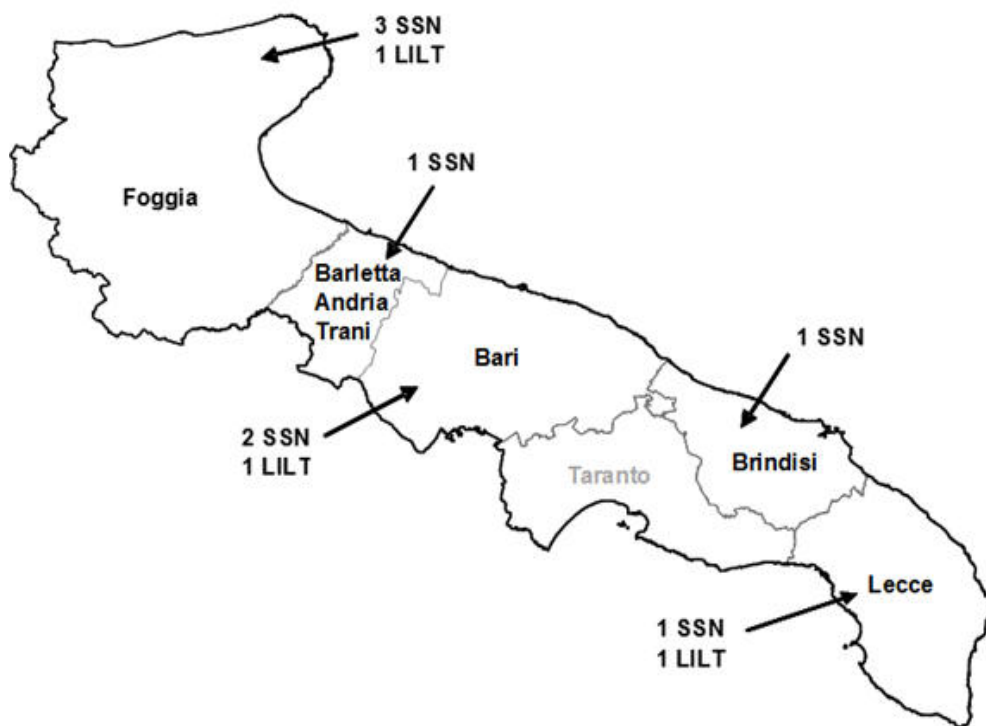 3 SSN
1 LILT
1 SSN
Foggia
Barletta
Andria
Trani
1 SSN
Bari
2 SSN
1 LILT
Brindisi
Taranto
Lecce
1 SSN
1 LILT